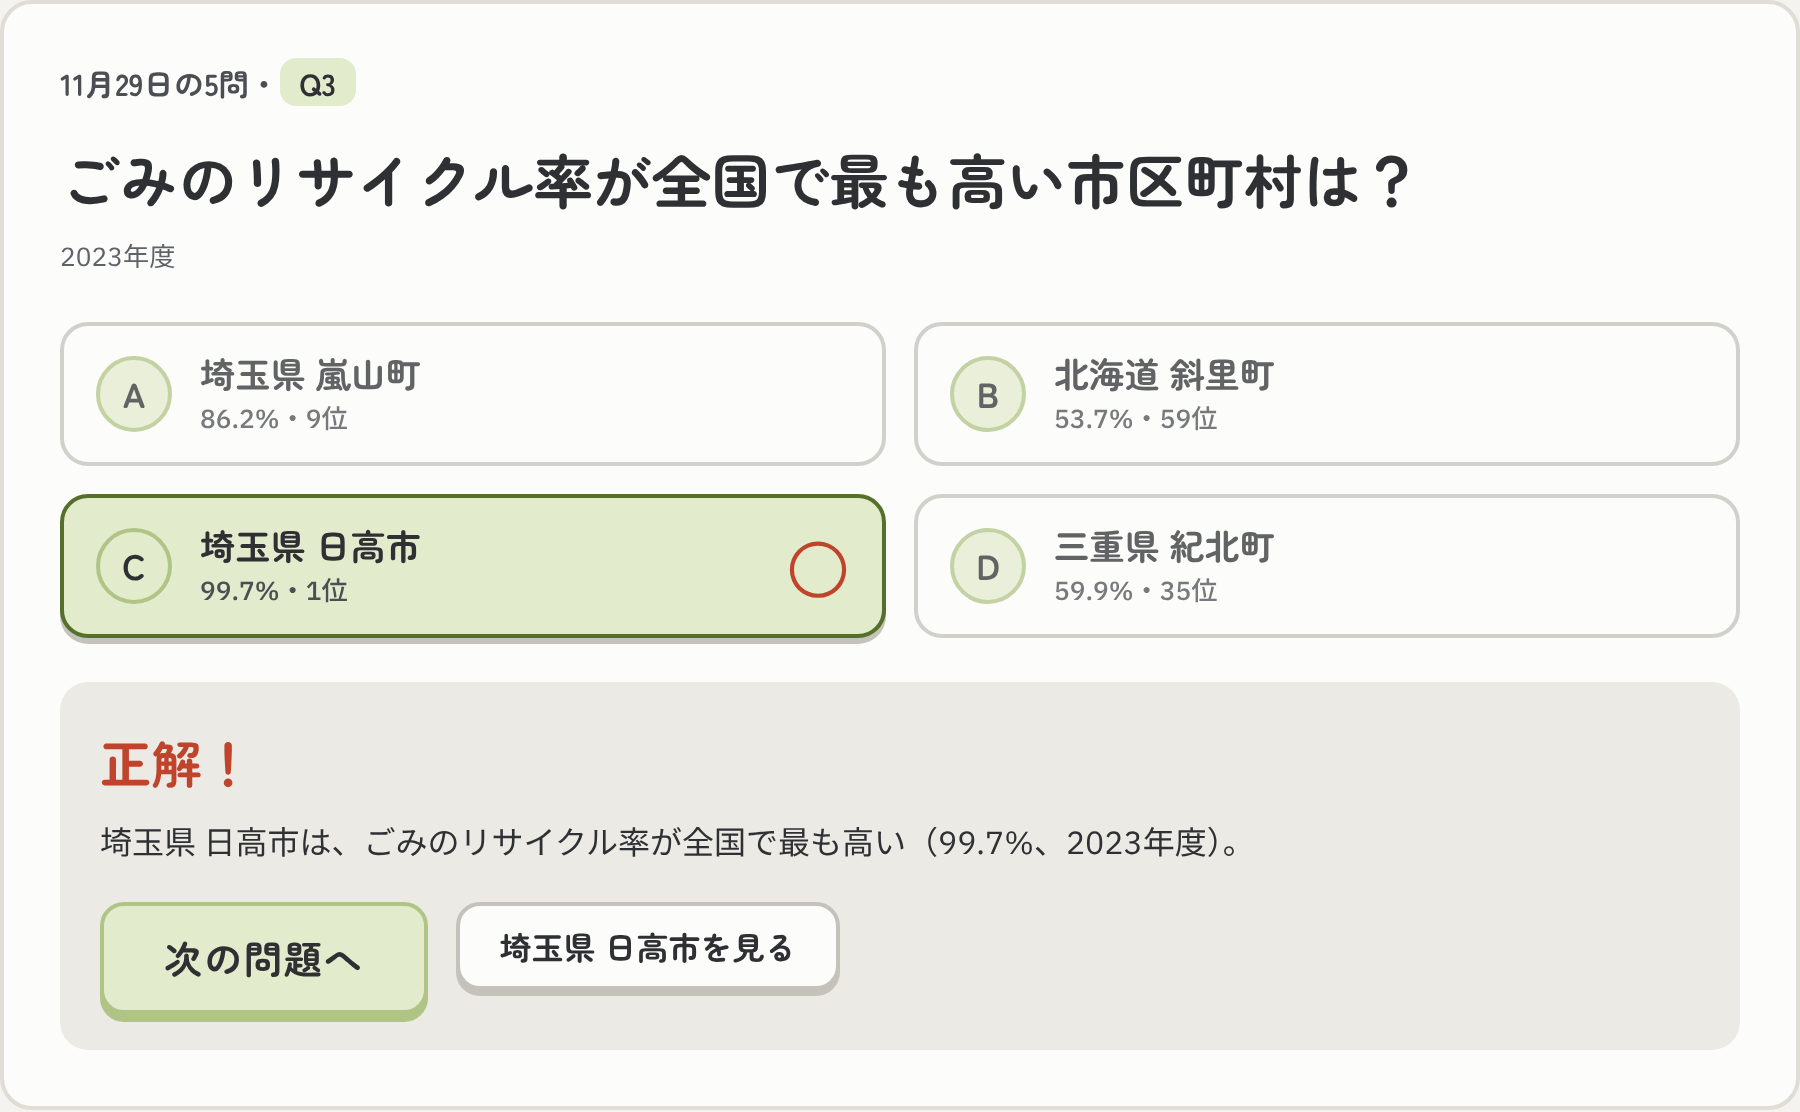 11月29日の5問・ Q3
ごみのリサイクル率が全国で最も高い市区町村は？
2023年度
A
埼玉県 嵐山町
86.2%・9位
B
北海道 斜里町
53.7%・59位
C
埼玉県 日高市
99.7%・1位
D
三重県 紀北町
59.9%・35位
正解！
埼玉県 日高市は、ごみのリサイクル率が全国で最も高い（99.7%、2023年度）。
次の問題へ
埼玉県 日高市を見る